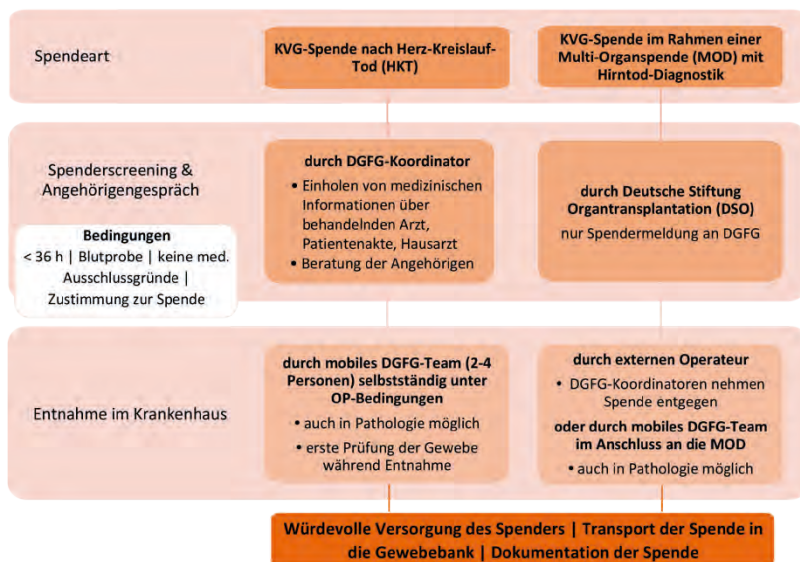 Spendeart
KVG-Spende nach Herz-Kreislauf-
Tod (HKT)
KVG-Spende im Rahmen einer
Multi-Organspende (MOD) mit
Hirntod-Diagnostik
Spenderscreening &
Angehörigengespräch
Bedingungen
< 36 h | Blutprobe | keine med.
Ausschlussgründe |
Zustimmung zur Spende
durch DGFG-Koordinator
• Einholen von medizinischen
Informationen über
behandelnden Arzt,
Patientenakte, Hausarzt
• Beratung der Angehörigen
durch Deutsche Stiftung
Organtransplantation (DSO)
nur Spendermeldung an DGFG
Entnahme im Krankenhaus
durch mobiles DGFG-Team (2-4
Personen) selbstständig unter
OP-Bedingungen
• auch in Pathologie möglich
• erste Prüfung der Gewebe
während Entnahme
durch externen Operateur
• DGFG-Koordinatoren nehmen
Spende entgegen
oder durch mobiles DGFG-Team
im Anschluss an die MOD
• auch in Pathologie möglich
Würdevolle Versorgung des Spenders | Transport der Spende in
die Gewebebank | Dokumentation der Spende